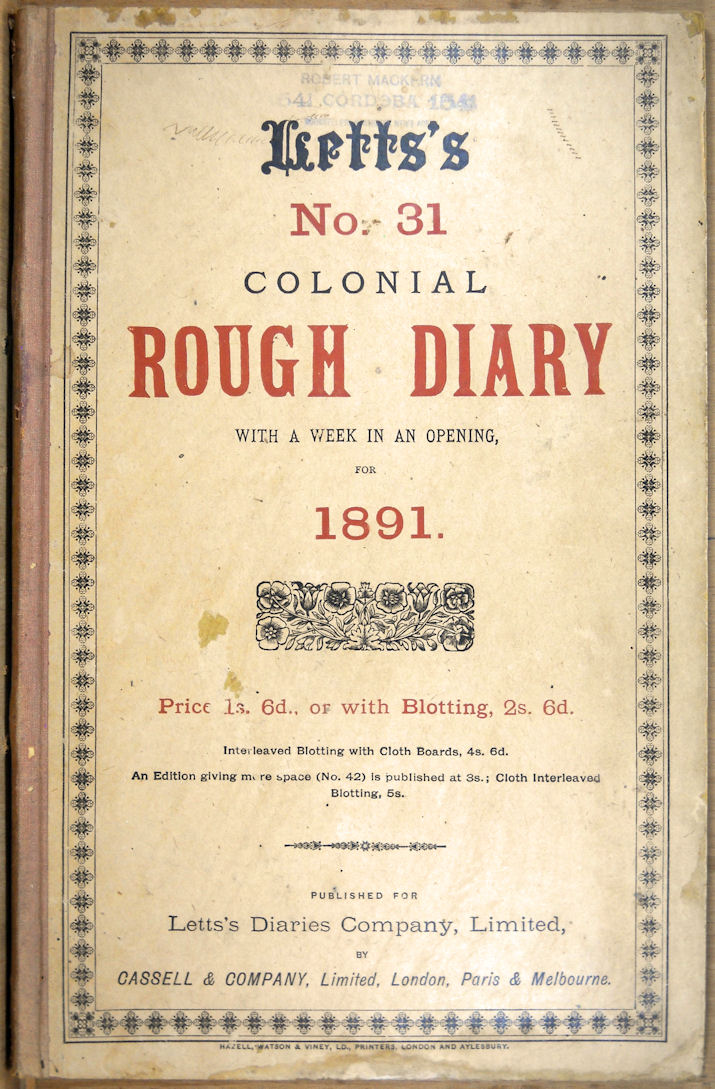 ROBERT MACKERN
541, CORDOBA 1541
Letts's
No. 31
COLONIAL
ROUGH DIARY
WITH A WEEK IN AN OPENING,
FOR
1891.
Price 1s. 6d., or with Blotting, 2s. 6d.
Interleaved Blotting with Cloth Boards, 4s. 6d.
An Edition giving more space (No. 42) is published at 3s.; Cloth Interleaved
Blotting, 5s.
PUBLISHED FOR
Letts's Diaries Company, Limited,
BY
CASSELL & COMPANY, Limited, London, Paris & Melbourne.
HAZELL, WATSON & VINEY, LD., PRINTERS, LONDON AND AYLESBURY.